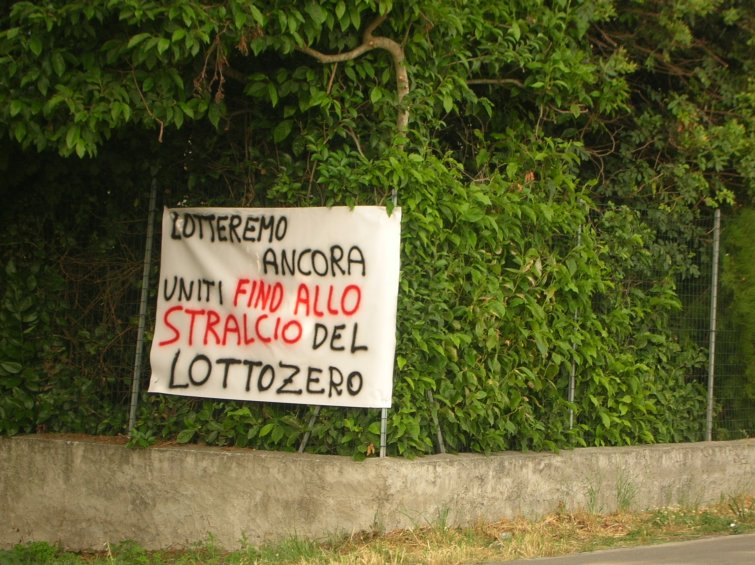 LOTTEREMO
ANCORA
UNITI FINO ALLO
STRALCIO DEL
LOTTOZERO